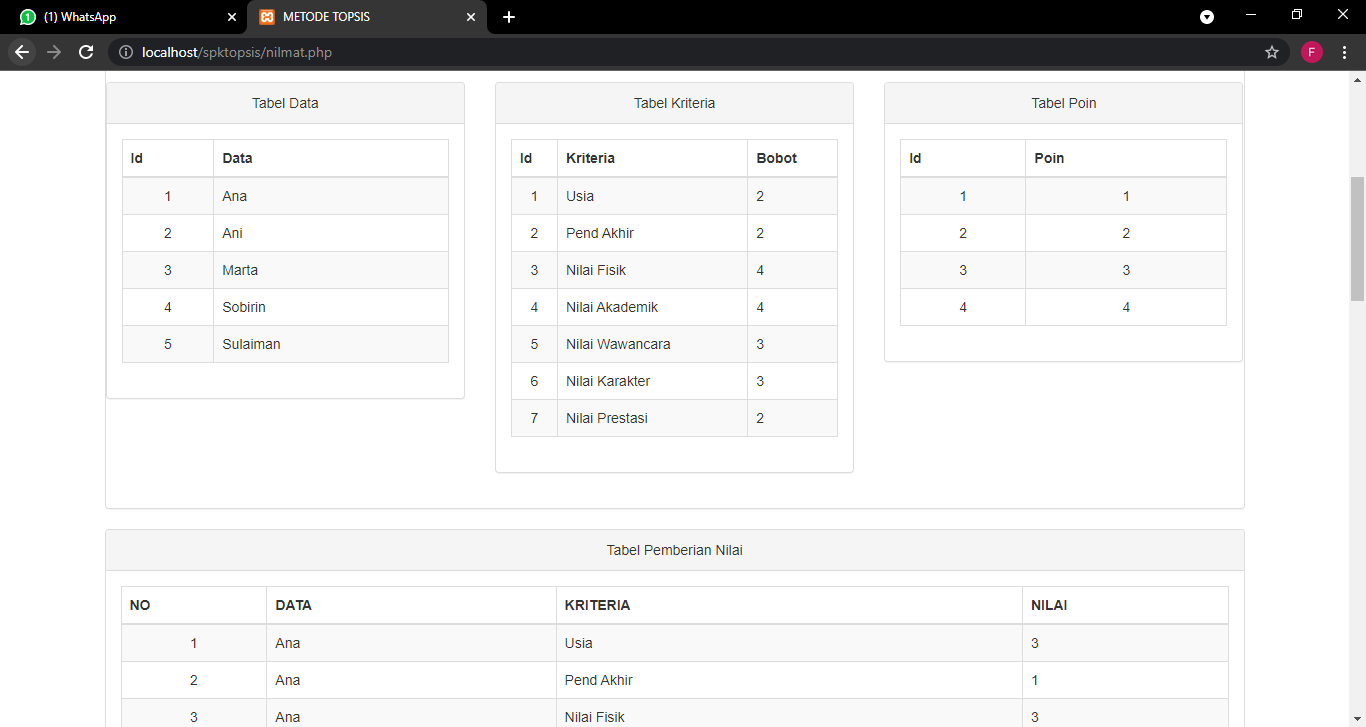 (1) WhatsApp
METODE TOPSIS
localhost/spktopsis/nilmat.php
F
Tabel Data
Id Data
1 Ana
2 Ani
3 Marta
4 Sobirin
5 Sulaiman
Tabel Kriteria
Id Kriteria Bobot
1 Usia 2
2 Pend Akhir 2
3 Nilai Fisik 4
4 Nilai Akademik 4
5 Nilai Wawancara 3
6 Nilai Karakter 3
7 Nilai Prestasi 2
Tabel Poin
Id Poin
1 1
2 2
3 3
4 4
Tabel Pemberian Nilai
NO DATA KRITERIA NILAI
1 Ana Usia 3
2 Ana Pend Akhir 1
3 Ana Nilai Fisik 3